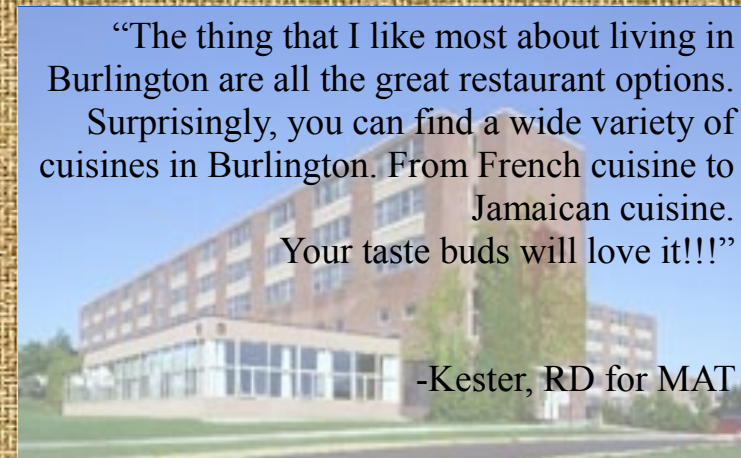 “The thing that I like most about living in
Burlington are all the great restaurant options.
Surprisingly, you can find a wide variety of
cuisines in Burlington. From French cuisine to
Jamaican cuisine.
Your taste buds will love it!!!”
-Kester, RD for MAT